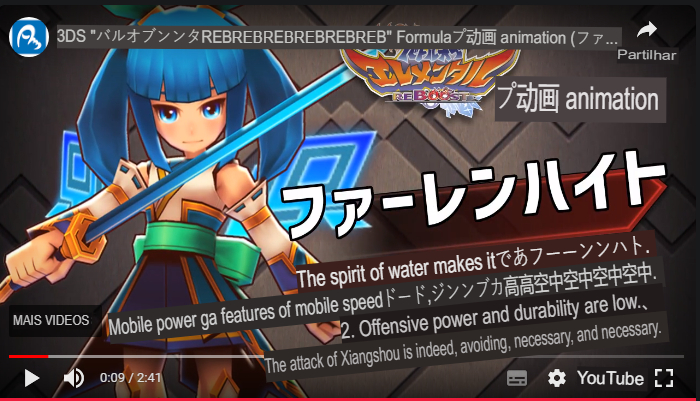 3DS "バルオブンンタREBREBREBREBREBREB" Formulaプ动画 animation (ファ...
Partilhar
エレメンタル
REBOOST
プ动画 animation
ファーレンハイト
The spirit of water makes itであフーーンンハト.
Mobile power ga features of mobile speedドード,ジンンプカ高高空中空中空中空中.
2. Offensive power and durability are low.、
The attack of Xiangshou is indeed, avoiding, necessary, and necessary.
MAIS VIDEOS
0:09 / 2:41
YouTube